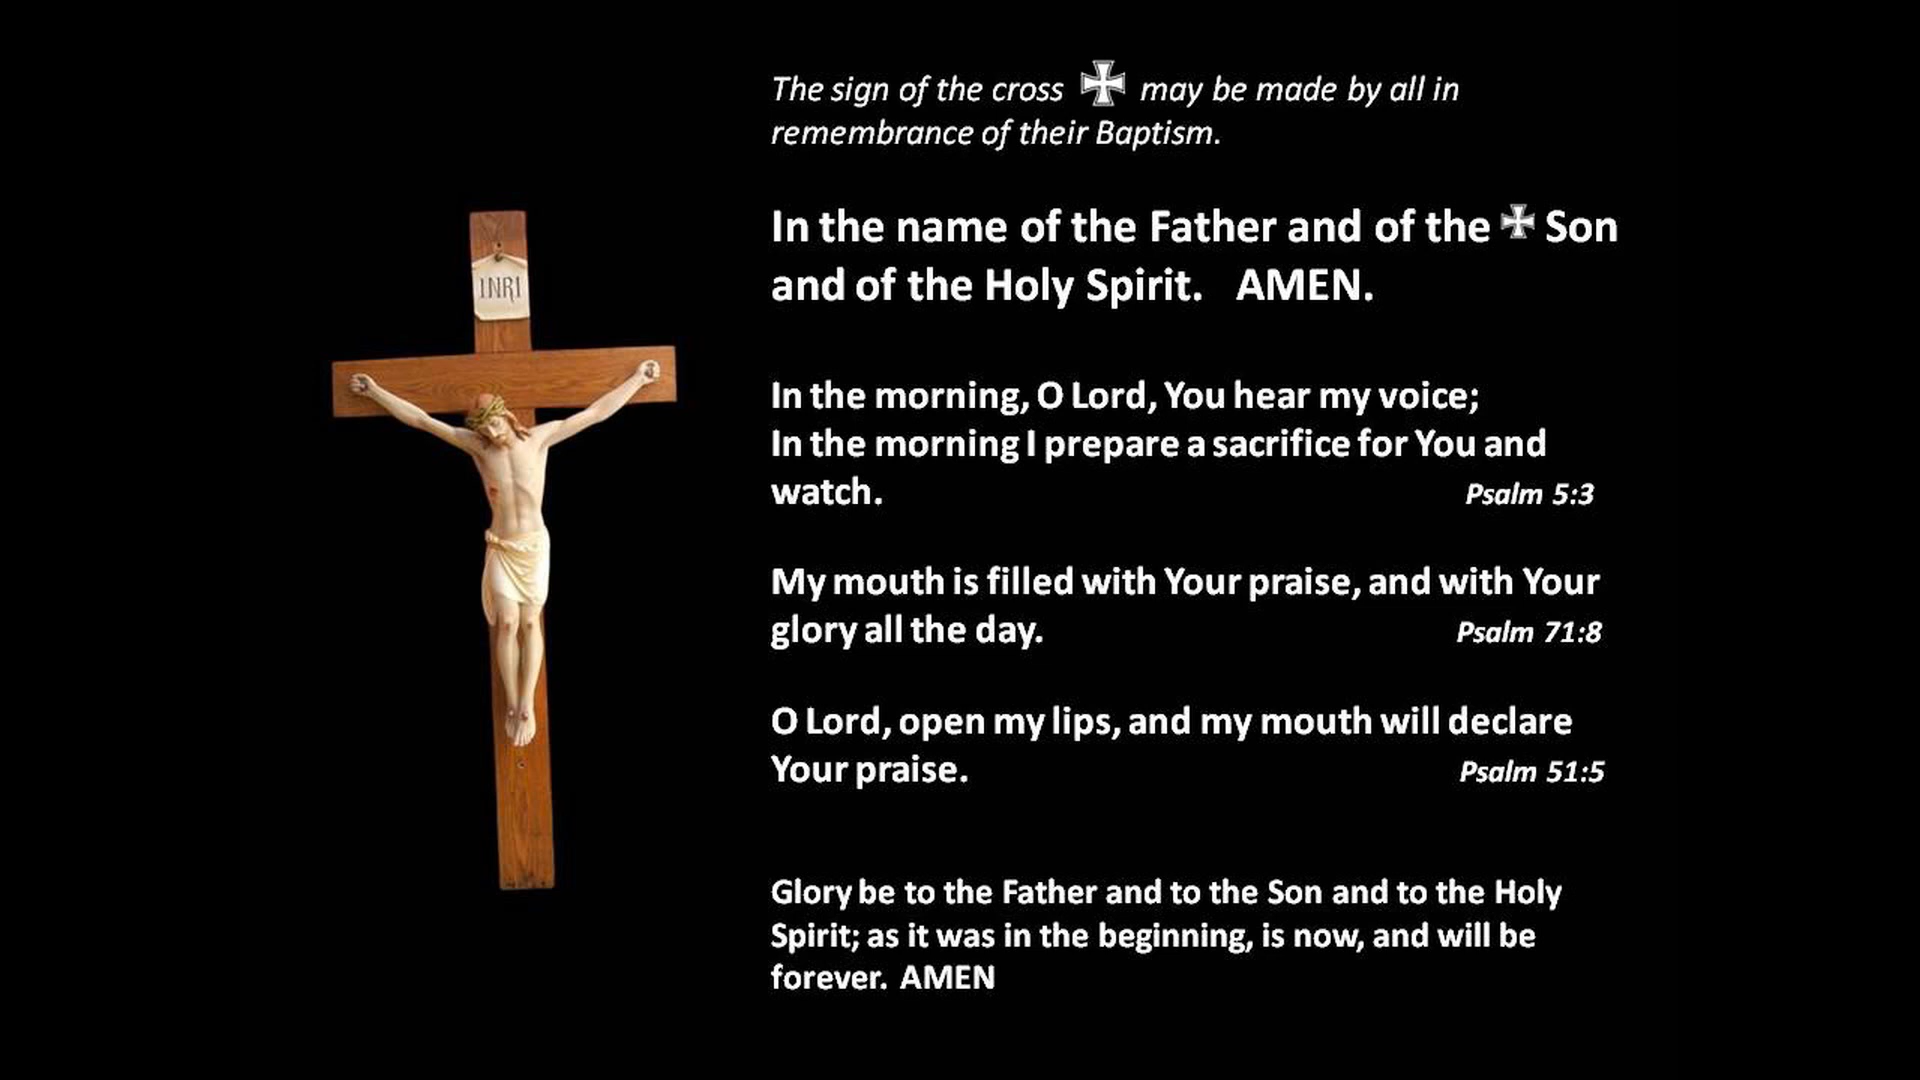 INRI
The sign of the cross ✠ may be made by all in
remembrance of their Baptism.
In the name of the Father and of the ✠ Son
and of the Holy Spirit. AMEN.
In the morning, O Lord, You hear my voice;
In the morning I prepare a sacrifice for You and
watch. Psalm 5:3
My mouth is filled with Your praise, and with Your
glory all the day. Psalm 71:8
O Lord, open my lips, and my mouth will declare
Your praise. Psalm 51:5
Glory be to the Father and to the Son and to the Holy
Spirit; as it was in the beginning, is now, and will be
forever. AMEN